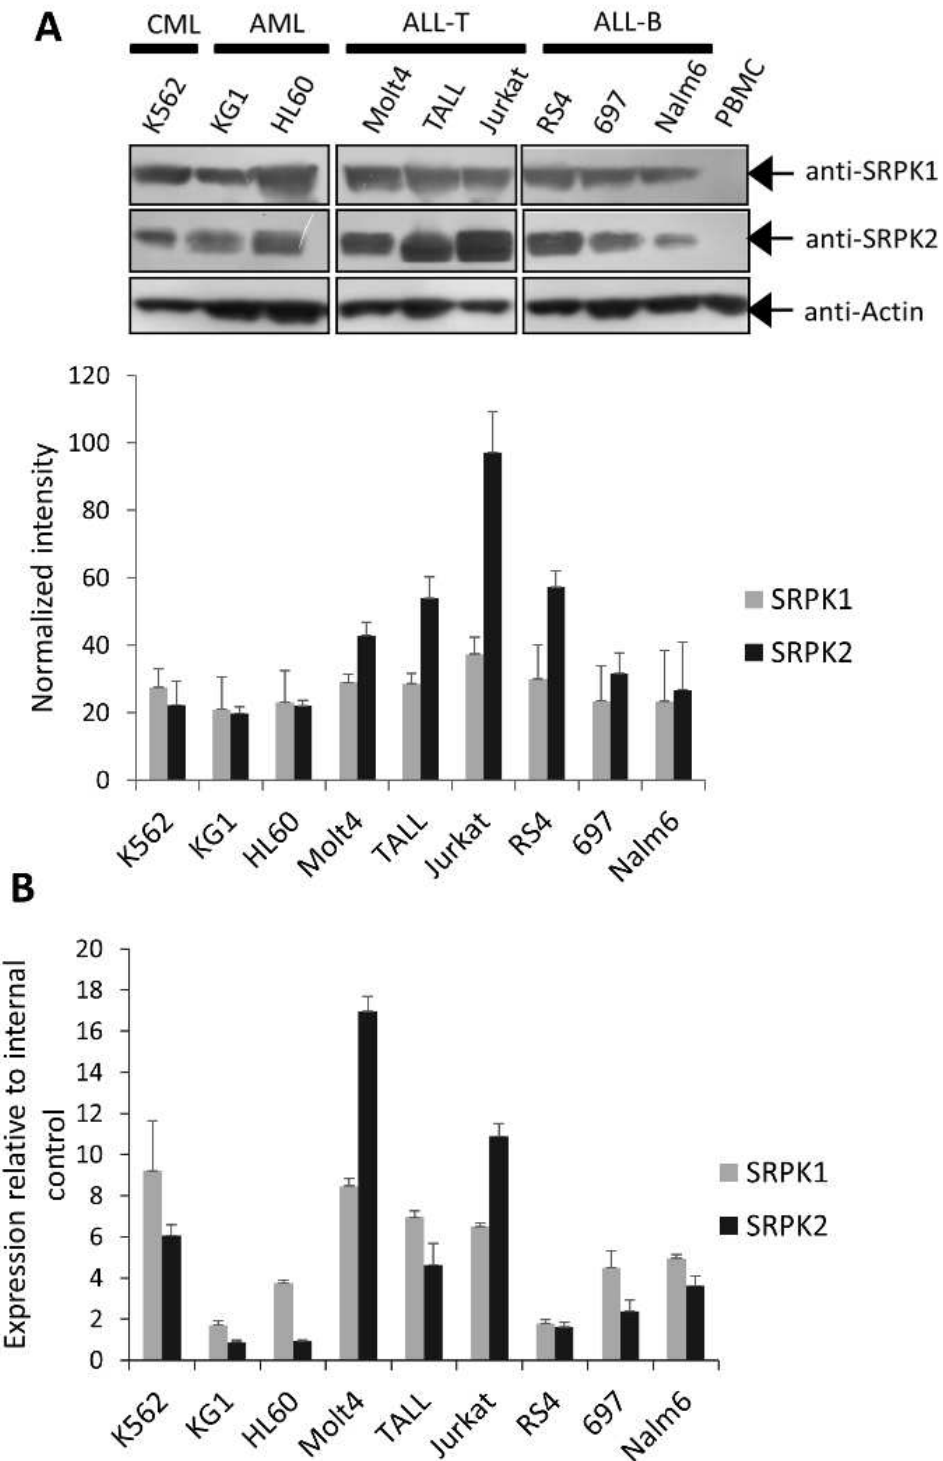 A
CML AML ALL-T ALL-B
K562 KG1 HL60 Molt4 TALL Jurkat RS4 697 Nalm6 PBMC
anti-SRPK1
anti-SRPK2
anti-Actin
120
100
80
60
40
20
0
Normalized intensity
SRPK1
SRPK2
K562 KG1 HL60 Molt4 TALL Jurkat RS4 697 Nalm6
B
20
18
16
14
12
10
8
6
4
2
0
Expression relative to internal
control
SRPK1
SRPK2
K562 KG1 HL60 Molt4 TALL Jurkat RS4 697 Nalm6